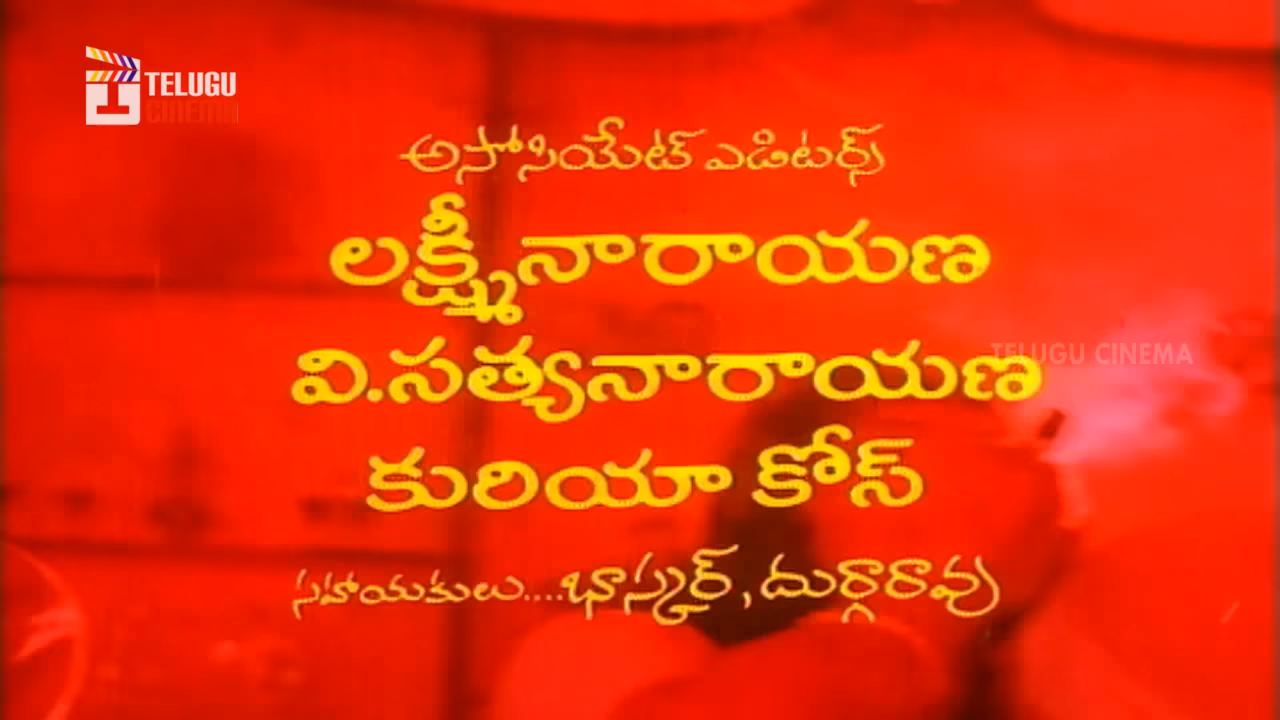 TELUGU
CINEMA
అసోసియేట్ ఎడిటర్స్
లక్ష్మీనారాయణ
వి.సత్యనారాయణ
TELUGU CINEMA
కురియా కోస్
సహాయకులు....భాస్కర్, దుర్గారావు